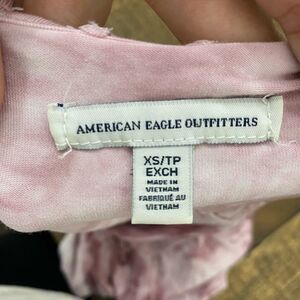 AMERICAN EAGLE OUTFITTERS
XS/TP
EXCH
MADE IN
VIETNAM
FABRIQUÉ AU
VIETNAM